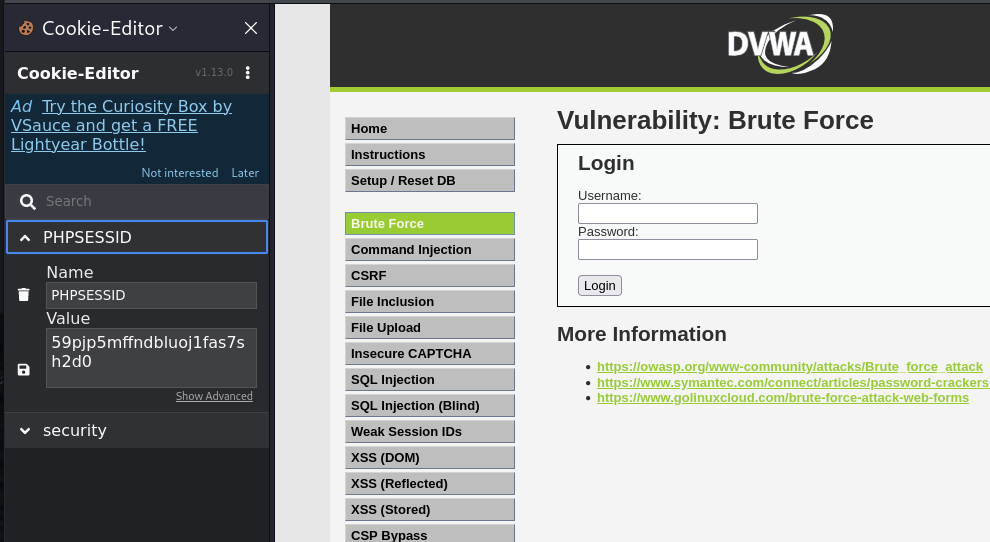 Cookie-Editor
Cookie-Editor v1.13.0
Ad Try the Curiosity Box by
VSauce and get a FREE
Lightyear Bottle!
Not interested Later
Search
PHPSESSID
Name
PHPSESSID
Value
59pjp5mffndbluoj1fas7s
h2d0
Show Advanced
security
DVWA
Home
Instructions
Setup / Reset DB
Brute Force
Command Injection
CSRF
File Inclusion
File Upload
Insecure CAPTCHA
SQL Injection
SQL Injection (Blind)
Weak Session IDs
XSS (DOM)
XSS (Reflected)
XSS (Stored)
CSP Bypass
Vulnerability: Brute Force
Login
Username:
Password:
Login
More Information
https://owasp.org/www-community/attacks/Brute_force_attack
https://www.symantec.com/connect/articles/password-crackers
https://www.golinuxcloud.com/brute-force-attack-web-forms